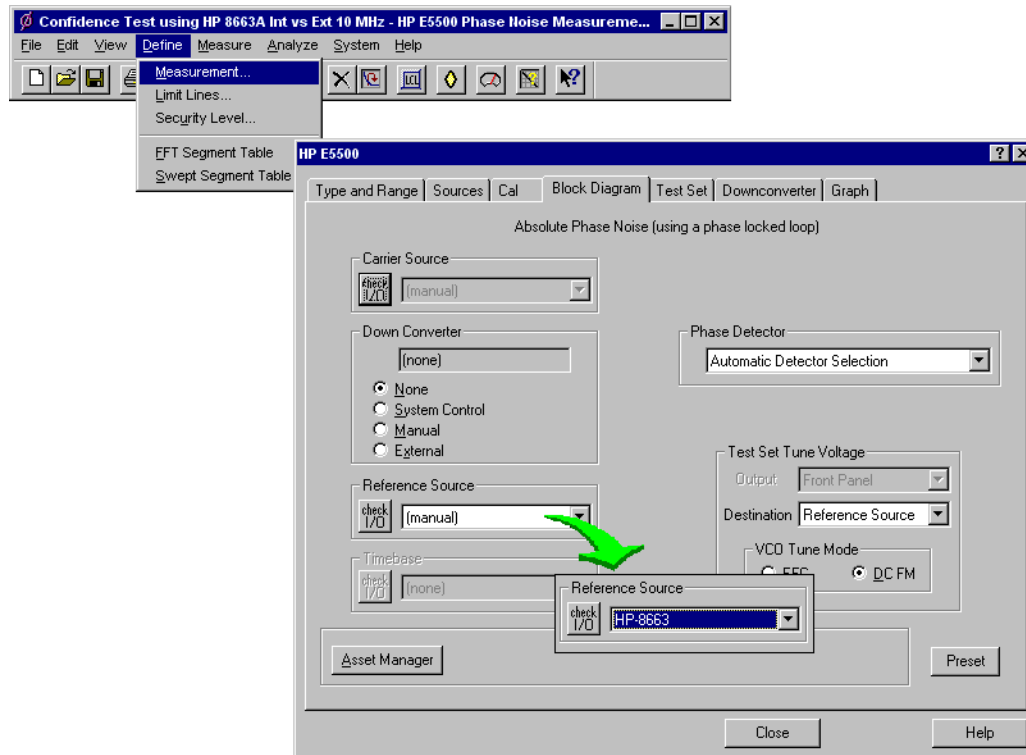 Confidence Test using HP 8663A Int vs Ext 10 MHz - HP E5500 Phase Noise Measureme...
File Edit View Define Measure Analyze System Help
Measurement...
Limit Lines...
Security Level...
FFT Segment Table
Swept Segment Table
HP E5500
Type and Range Sources Cal Block Diagram Test Set Downconverter Graph
Absolute Phase Noise (using a phase locked loop)
Carrier Source
check I/O (manual)
Down Converter
(none)
None
System Control
Manual
External
Phase Detector
Automatic Detector Selection
Reference Source
check I/O (manual)
Test Set Tune Voltage
Output Front Panel
Destination Reference Source
VCO Tune Mode
DC FM
Timebase
check I/O (none)
Reference Source
check I/O HP-8663
Asset Manager
Preset
Close Help